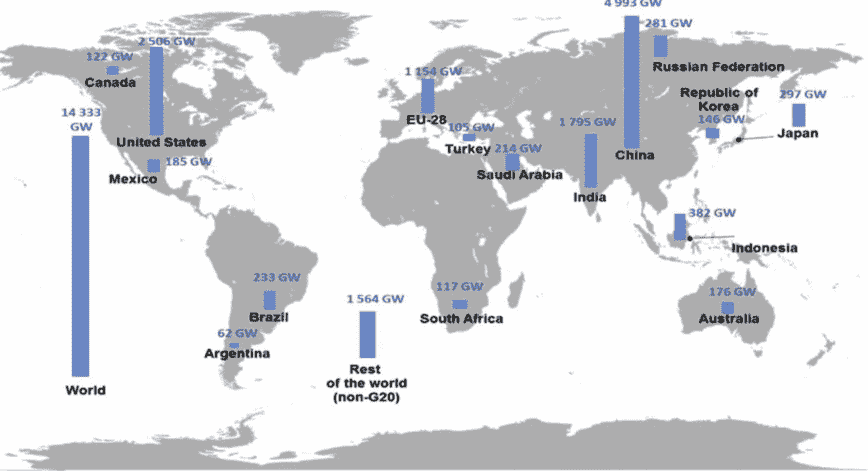 4 993 GW
281 GW
Russian Federation
2 506 GW
122 GW
Canada
1 154 GW
EU-28
Republic of
Korea
146 GW
297 GW
Japan
14 333
GW
United States
105 GW
Turkey
1 795 GW
India
China
185 GW
Mexico
214 GW
Saudi Arabia
382 GW
Indonesia
233 GW
Brazil
117 GW
South Africa
176 GW
Australia
62 GW
Argentina
1 564 GW
Rest
of the world
(non-G20)
World